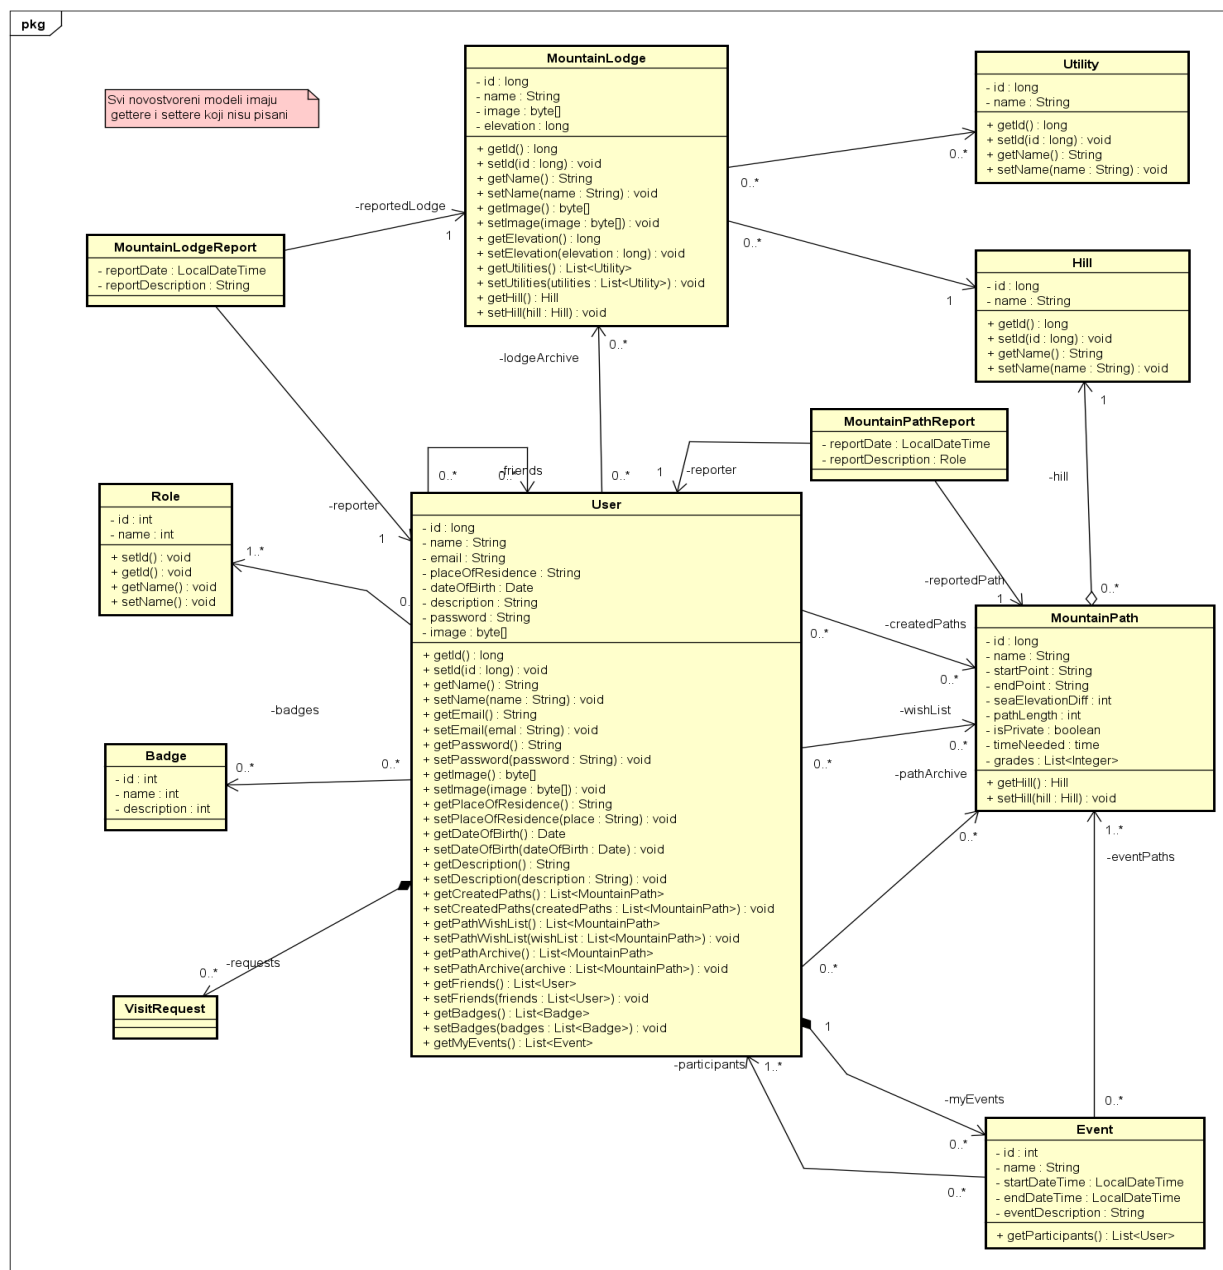 pkg
Svi novostvoreni modeli imaju
gettere i settere koji nisu pisani
MountainLodge
- id : long
- name : String
- image : byte[]
- elevation : long
+ getId() : long
+ setId(id : long) : void
+ getName() : String
+ setName(name : String) : void
+ getImage() : byte[]
+ setImage(image : byte[]) : void
+ getElevation() : long
+ setElevation(elevation : long) : void
+ getUtilities() : List<Utility>
+ setUtilities(utilities : List<Utility>) : void
+ getHill() : Hill
+ setHill(hill : Hill) : void
Utility
- id : long
- name : String
+ getId() : long
+ setId(id : long) : void
+ getName() : String
+ setName(name : String) : void
0..*
0..*
0..*
1
-reportedLodge
1
MountainLodgeReport
- reportDate : LocalDateTime
- reportDescription : String
Hill
- id : long
- name : String
+ getId() : long
+ setId(id : long) : void
+ getName() : String
+ setName(name : String) : void
-lodgeArchive
0..*
0..*
1
-hill
0..*
MountainPathReport
- reportDate : LocalDateTime
- reportDescription : Role
1
-reporter
-reportedPath
1
0..*
0..*
-friends
-reporter
1
Role
- id : int
- name : int
+ setId() : void
+ getId() : void
+ getName() : void
+ setName() : void
1..*
User
- id : long
- name : String
- email : String
- placeOfResidence : String
- dateOfBirth : Date
- description : String
- password : String
- image : byte[]
+ getId() : long
+ setId(id : long) : void
+ getName() : String
+ setName(name : String) : void
+ getEmail() : String
+ setEmail(emal : String) : void
+ getPassword() : String
+ setPassword(password : String) : void
+ getImage() : byte[]
+ setImage(image : byte[]) : void
+ getPlaceOfResidence() : String
+ setPlaceOfResidence(place : String) : void
+ getDateOfBirth() : Date
+ setDateOfBirth(dateOfBirth : Date) : void
+ getDescription() : String
+ setDescription(description : String) : void
+ getCreatedPaths() : List<MountainPath>
+ setCreatedPaths(createdPaths : List<MountainPath>) : void
+ getPathWishList() : List<MountainPath>
+ setPathWishList(wishList : List<MountainPath>) : void
+ getPathArchive() : List<MountainPath>
+ setPathArchive(archive : List<MountainPath>) : void
+ getFriends() : List<User>
+ setFriends(friends : List<User>) : void
+ getBadges() : List<Badge>
+ setBadges(badges : List<Badge>) : void
+ getMyEvents() : List<Event>
MountainPath
- id : long
- name : String
- startPoint : String
- endPoint : String
- seaElevationDiff : int
- pathLength : int
- isPrivate : boolean
- timeNeeded : time
- grades : List<Integer>
+ getHill() : Hill
+ setHill(hill : Hill) : void
-createdPaths
0..*
0..*
-wishList
0..*
0..*
-pathArchive
0..*
0..*
-badges
0..*
0..*
Badge
- id : int
- name : int
- description : int
-requests
0..*
VisitRequest
1..*
-eventPaths
0..*
1
-myEvents
0..*
-participants
1..*
0..*
Event
- id : int
- name : String
- startDateTime : LocalDateTime
- endDateTime : LocalDateTime
- eventDescription : String
+ getParticipants() : List<User>